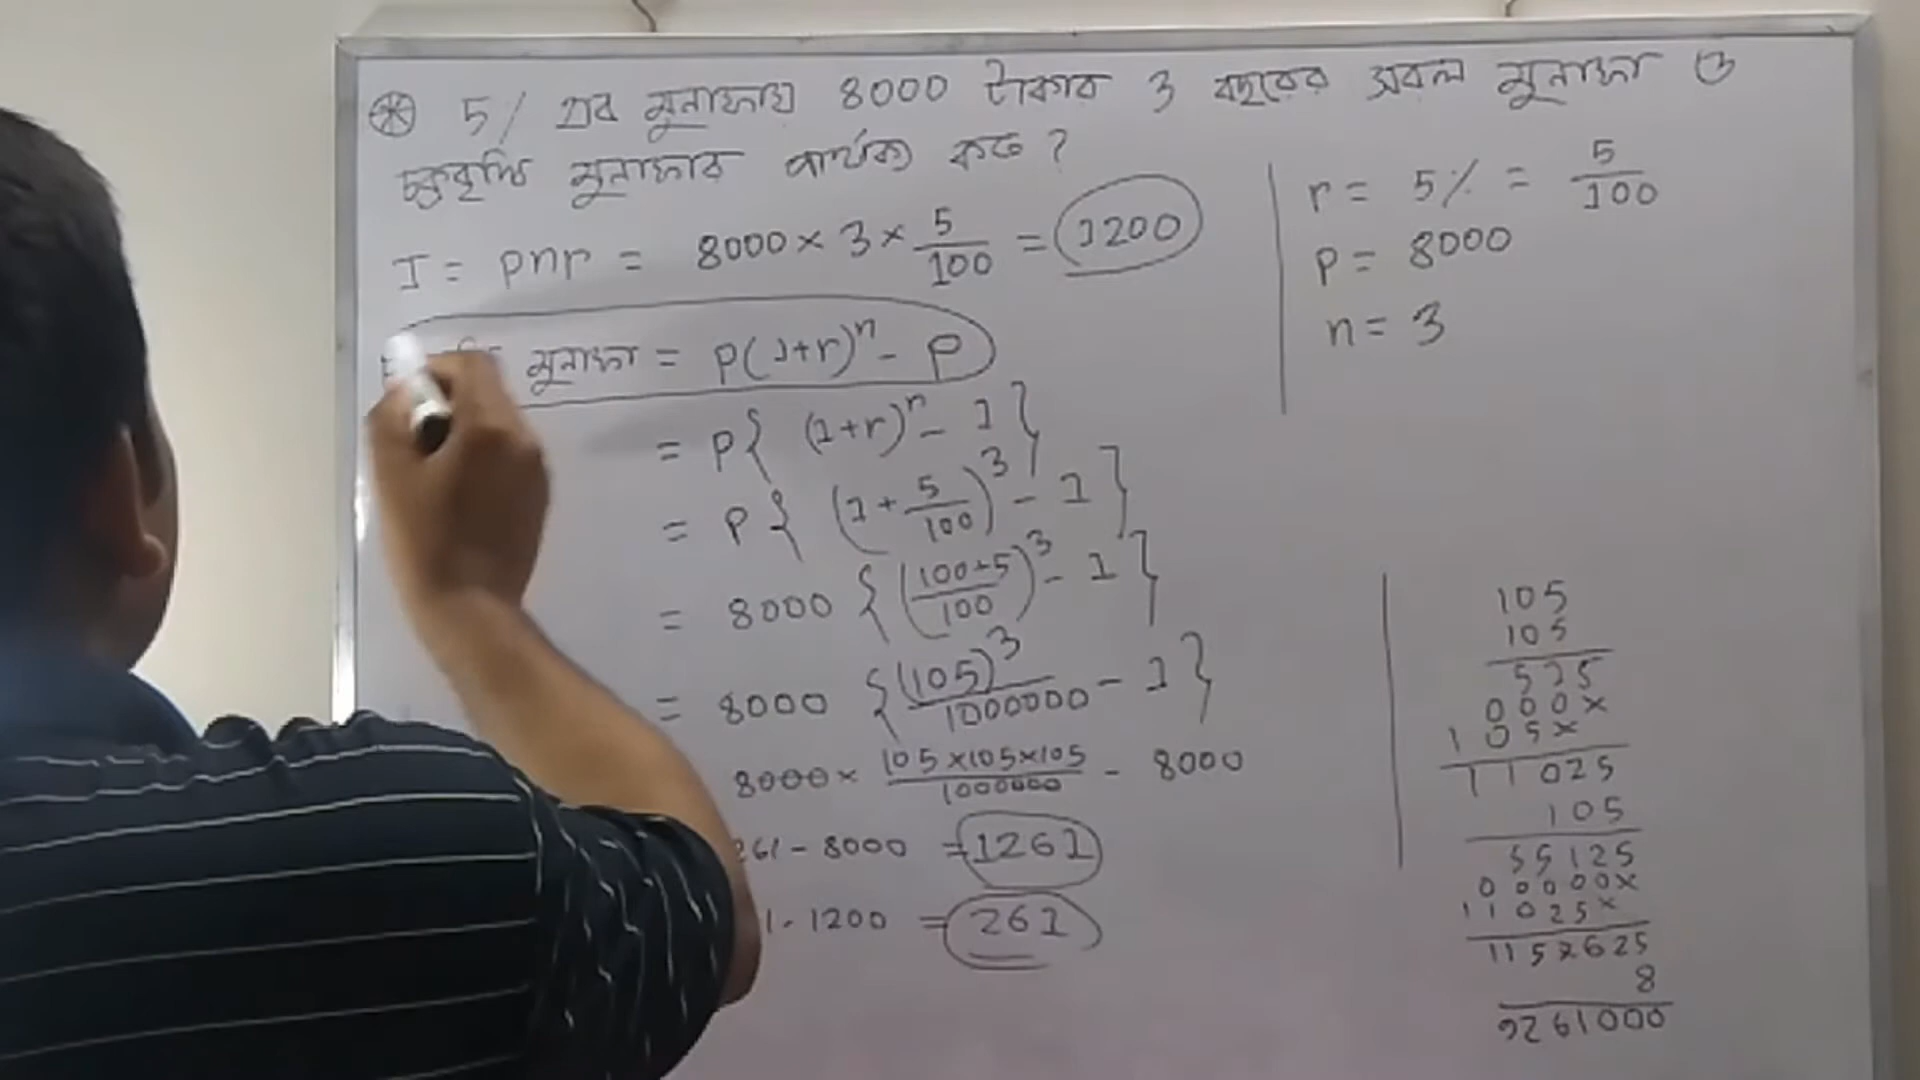 5% এর মুনাফায় 8000 টাকার 3 বছরের সরল মুনাফা ও
চক্রবৃদ্ধি মুনাফার পার্থক্য কত ?
I = pnr = 8000 × 3 × 5/100 = 1200
মুনাফা = p(1+r)^n - p
= p{ (1+r)^n - 1 }
= p{ (1 + 5/100)^3 - 1 }
= 8000 { (100+5/100)^3 - 1 }
= 8000 { (105)^3/1000000 - 1 }
8000 × 105×105×105/1000000 - 8000
261 - 8000 = 1261
1 - 1200 = 261
r = 5% = 5/100
p = 8000
n = 3
105
105
525
000×
105×
11025
105
55125
00000×
11025×
1157625
8
9261000